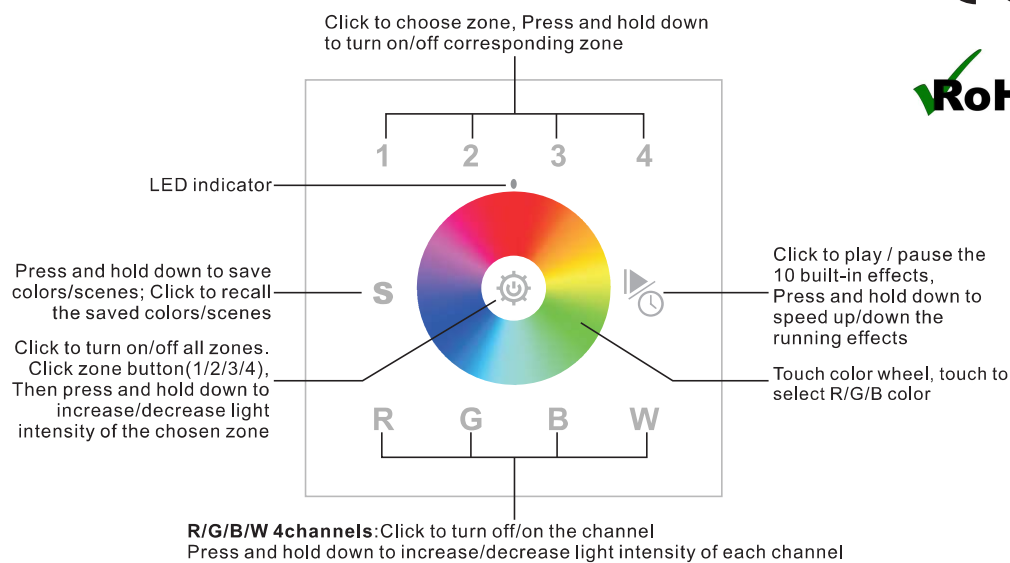 Click to choose zone, Press and hold down
to turn on/off corresponding zone
1 2 3 4
LED indicator
Press and hold down to save
colors/scenes; Click to recall
the saved colors/scenes
S
Click to turn on/off all zones.
Click zone button(1/2/3/4),
Then press and hold down to
increase/decrease light
intensity of the chosen zone
Click to play / pause the
10 built-in effects,
Press and hold down to
speed up/down the
running effects
Touch color wheel, touch to
select R/G/B color
R G B W
R/G/B/W 4channels:Click to turn off/on the channel
Press and hold down to increase/decrease light intensity of each channel